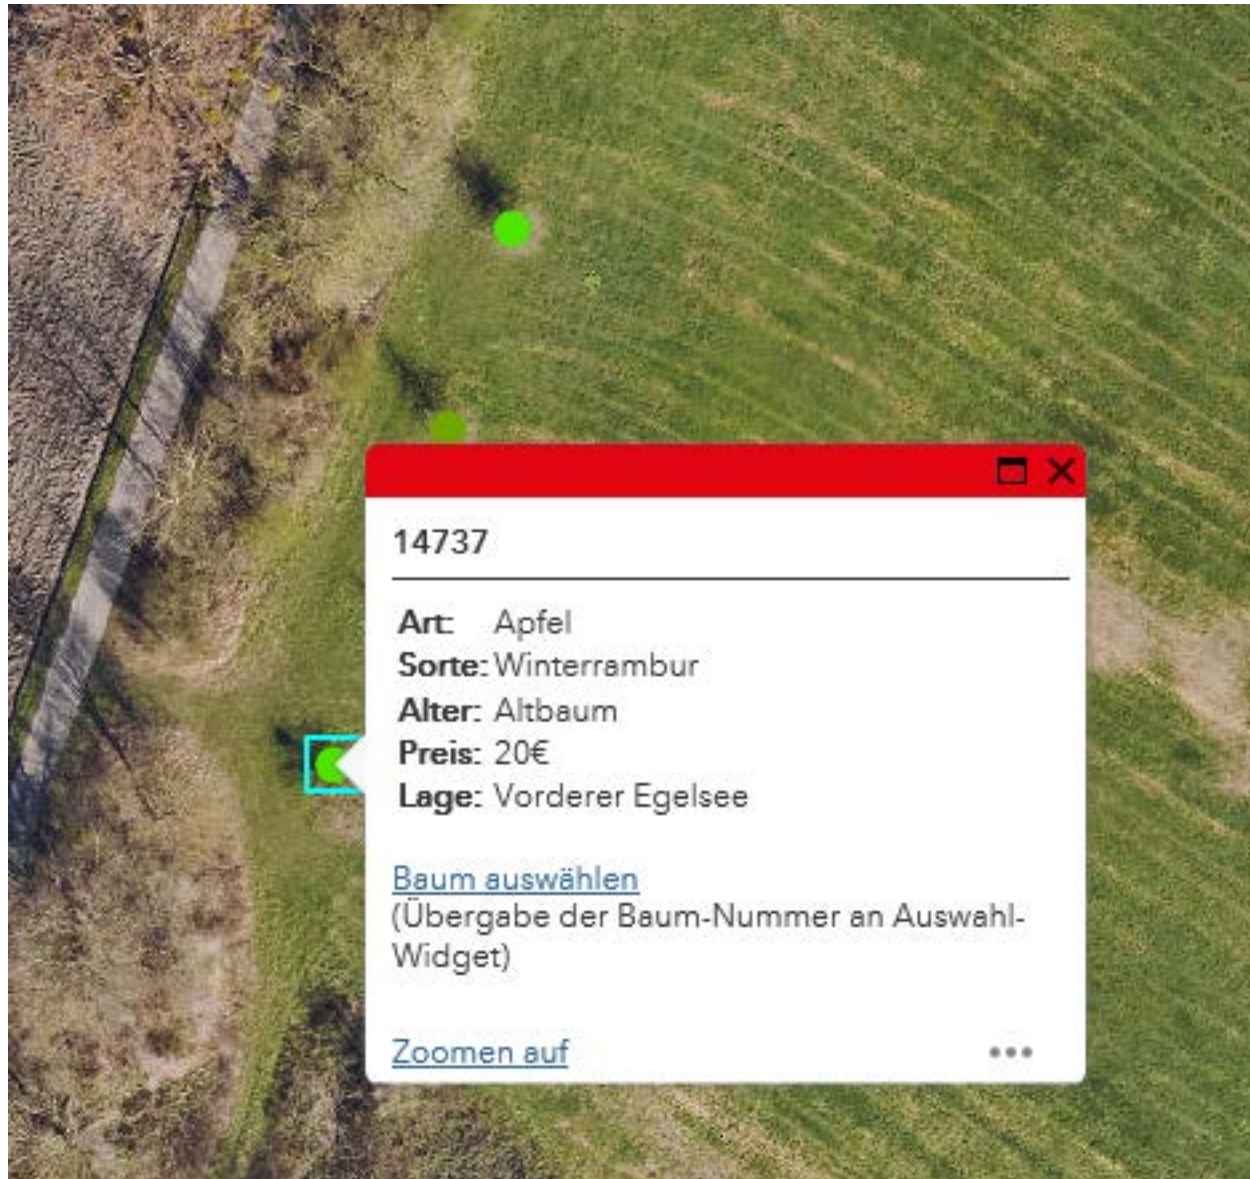 14737
Art: Apfel
Sorte: Winterrambur
Alter: Altbaum
Preis: 20€
Lage: Vorderer Egelsee
Baum auswählen
(Übergabe der Baum-Nummer an Auswahl-
Widget)
Zoomen auf